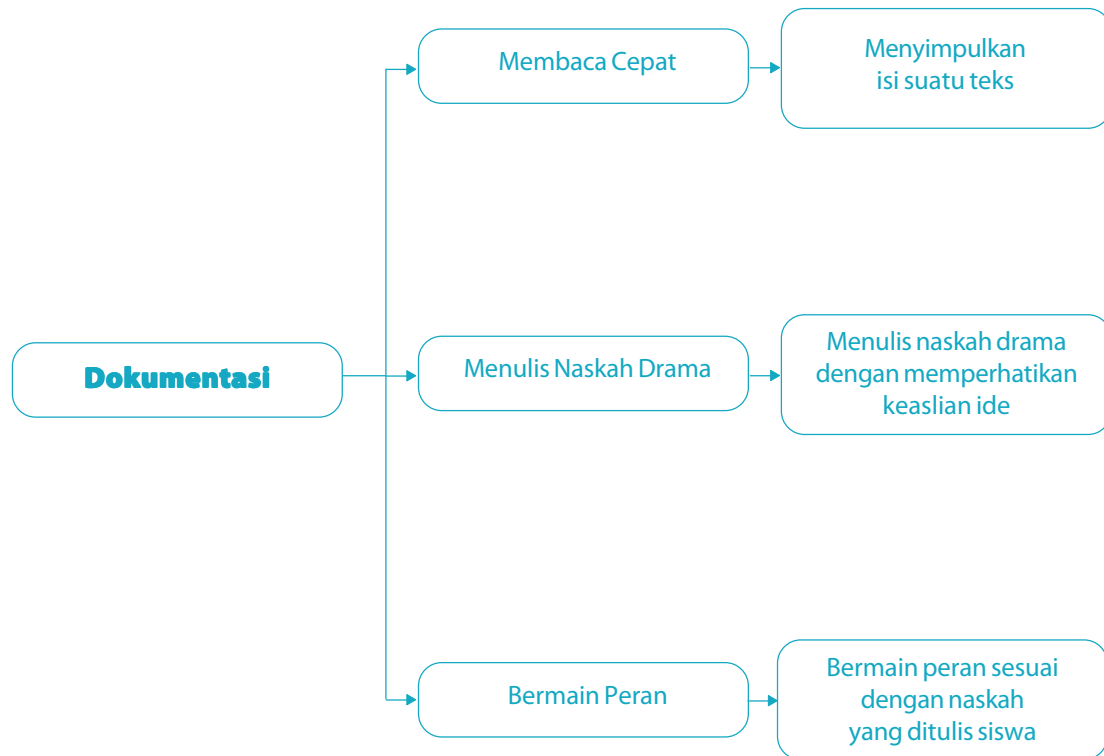 Membaca Cepat
Menyimpulkan
isi suatu teks
Dokumentasi
Menulis Naskah Drama
Menulis naskah drama
dengan memperhatikan
keaslian ide
Bermain Peran
Bermain peran sesuai
dengan naskah
yang ditulis siswa